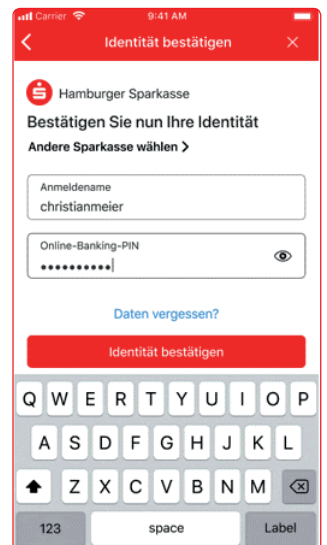 Carrier 9:41 AM
Identität bestätigen
Hamburger Sparkasse
Bestätigen Sie nun Ihre Identität
Andere Sparkasse wählen
Anmeldename
christianmeier
Online-Banking-PIN
••••••••••
Daten vergessen?
Identität bestätigen
Q W E R T Y U I O P
A S D F G H J K L
Z X C V B N M
123 space Label